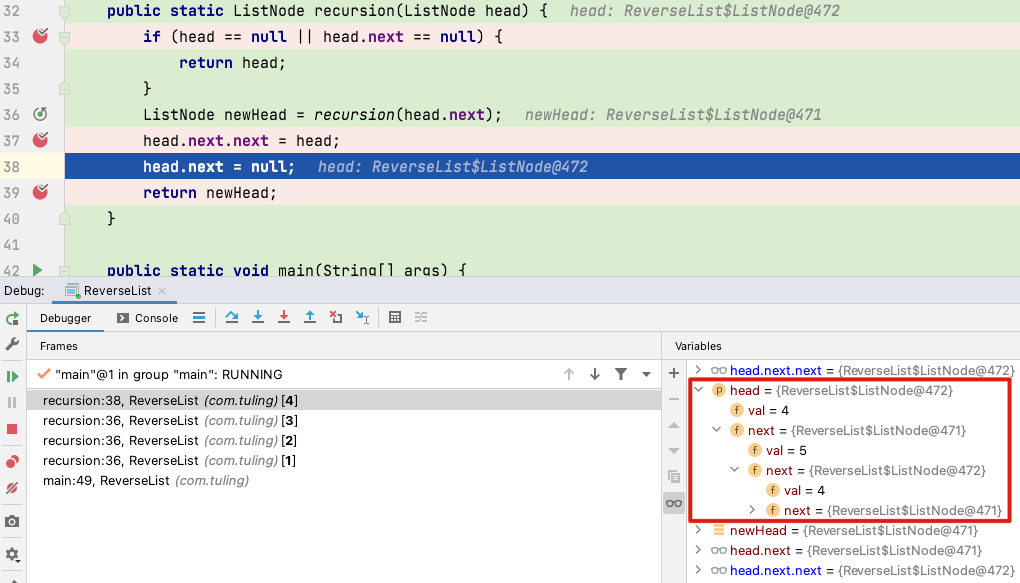 32 public static ListNode recursion(ListNode head) { head: ReverseList$ListNode@472
33 if (head == null || head.next == null) {
34 return head;
35 }
36 ListNode newHead = recursion(head.next); newHead: ReverseList$ListNode@471
37 head.next.next = head;
38 head.next = null; head: ReverseList$ListNode@472
39 return newHead;
40 }
41
42 public static void main(String[] args) {
Debug: ReverseList
Debugger Console
Frames
Variables
"main"@1 in group "main": RUNNING
recursion:38, ReverseList (com.tuling) [4]
recursion:36, ReverseList (com.tuling) [3]
recursion:36, ReverseList (com.tuling) [2]
recursion:36, ReverseList (com.tuling) [1]
main:49, ReverseList (com.tuling)
head.next.next = {ReverseList$ListNode@472}
p head = {ReverseList$ListNode@472}
f val = 4
f next = {ReverseList$ListNode@471}
f val = 5
f next = {ReverseList$ListNode@472}
f val = 4
f next = {ReverseList$ListNode@471}
newHead = {ReverseList$ListNode@471}
head.next = {ReverseList$ListNode@471}
head.next.next = {ReverseList$ListNode@472}